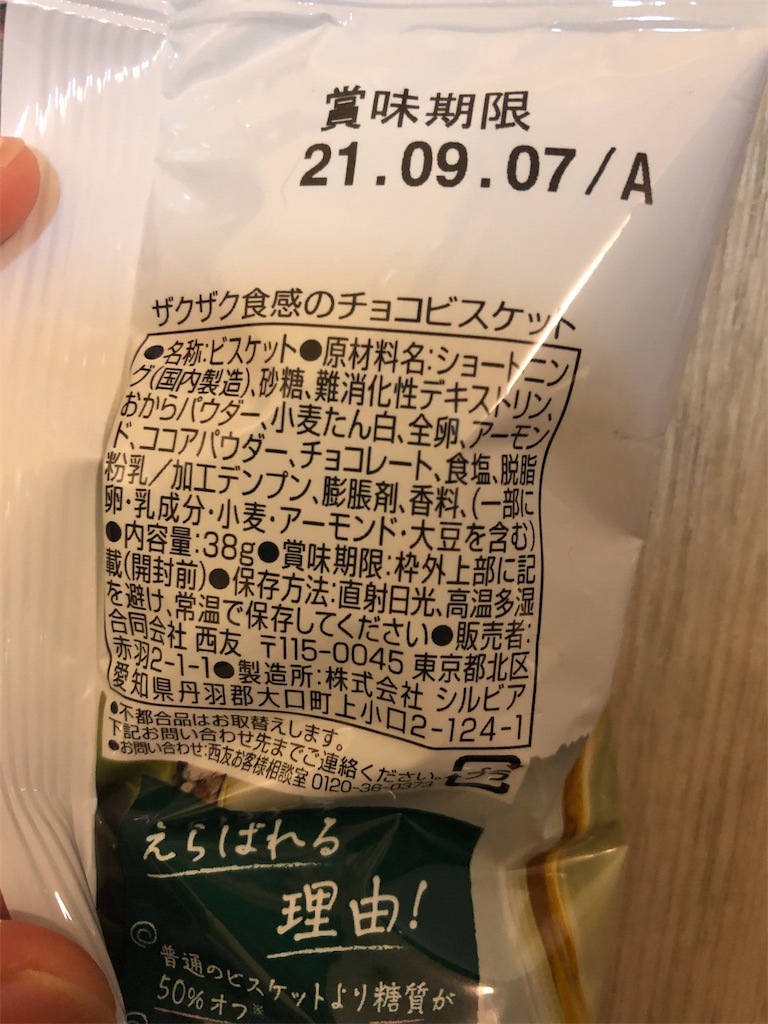 賞味期限
21.09.07/A
ザクザク食感のチョコビスケット
●名称:ビスケット●原材料名:ショートニン
グ(国内製造)、砂糖、難消化性デキストリン、
おからパウダー、小麦たん白、全卵、アーモン
ド、ココアパウダー、チョコレート、食塩、脱脂
粉乳/加工デンプン、膨脹剤、香料、(一部に
卵・乳成分・小麦・アーモンド・大豆を含む)
●内容量:38g●賞味期限:枠外上部に記
載(開封前)●保存方法:直射日光、高温多湿
を避け、常温で保存してください●販売者:
合同会社 西友 〒115-0045 東京都北区
赤羽2-1-1●製造所:株式会社 シルビア
愛知県丹羽郡大口町上小口2-124-1
●不都合品はお取替えします。
下記お問い合わせ先までご連絡ください。
●お問い合わせ:西友お客様相談室 0120-36-0373
プラ
えらばれる
理由!
普通のビスケットより糖質が
50%オフ※